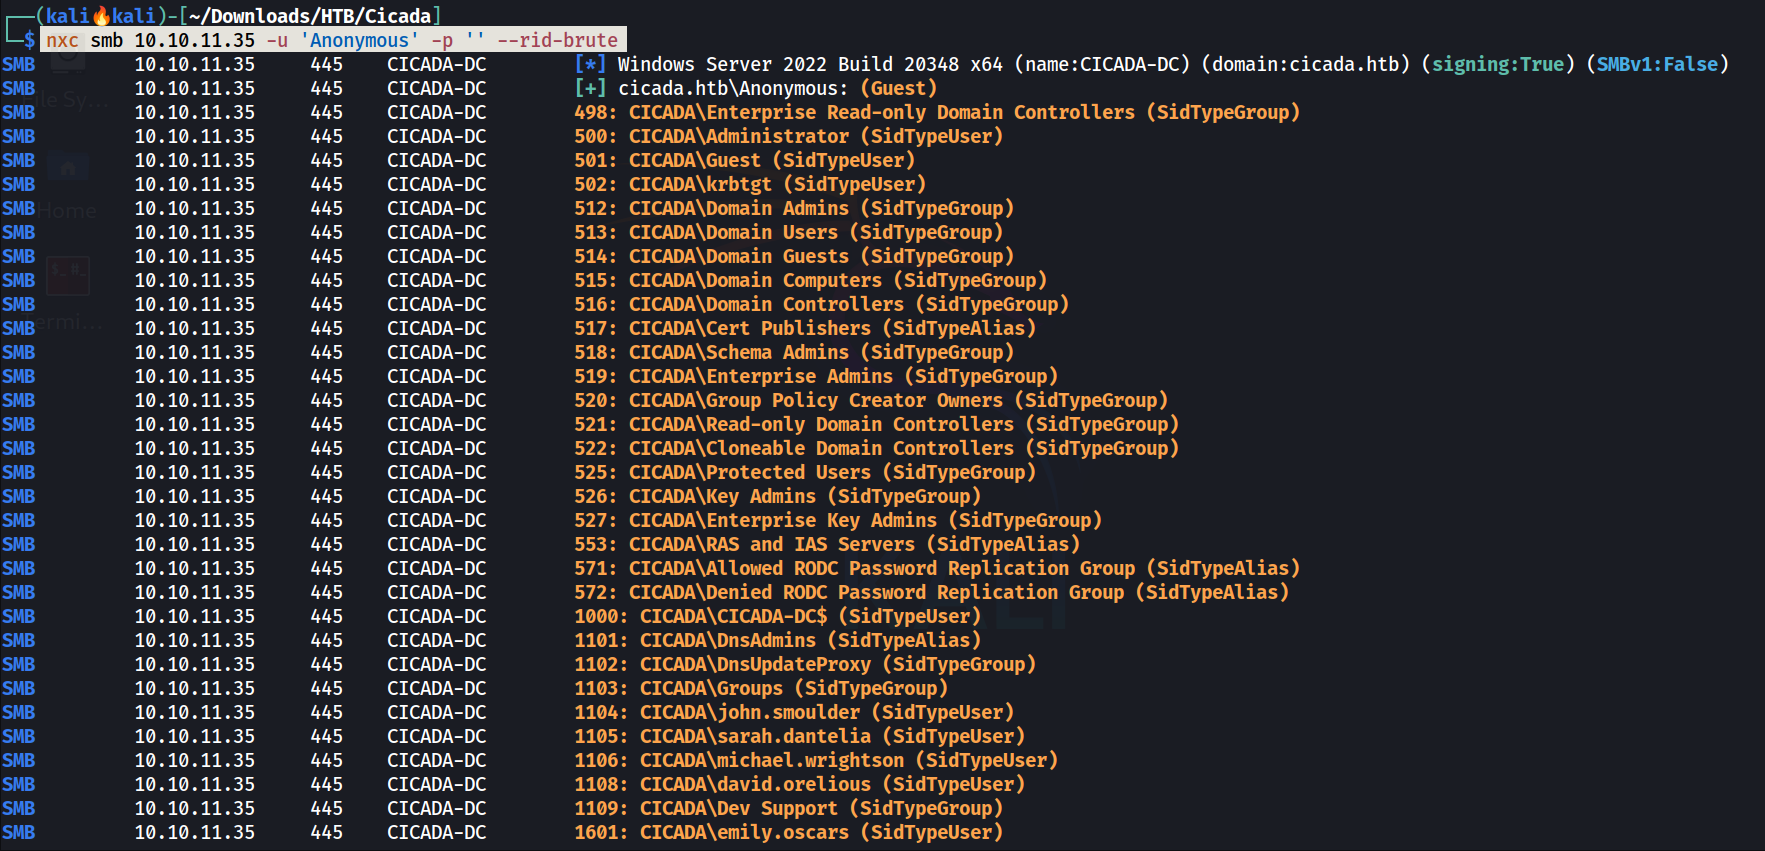 (kali🔥kali)-[~/Downloads/HTB/Cicada]
$ nxc smb 10.10.11.35 -u 'Anonymous' -p '' --rid-brute
SMB 10.10.11.35 445 CICADA-DC [*] Windows Server 2022 Build 20348 x64 (name:CICADA-DC) (domain:cicada.htb) (signing:True) (SMBv1:False)
SMB 10.10.11.35 445 CICADA-DC [+] cicada.htb\Anonymous: (Guest)
SMB 10.10.11.35 445 CICADA-DC 498: CICADA\Enterprise Read-only Domain Controllers (SidTypeGroup)
SMB 10.10.11.35 445 CICADA-DC 500: CICADA\Administrator (SidTypeUser)
SMB 10.10.11.35 445 CICADA-DC 501: CICADA\Guest (SidTypeUser)
SMB 10.10.11.35 445 CICADA-DC 502: CICADA\krbtgt (SidTypeUser)
SMB 10.10.11.35 445 CICADA-DC 512: CICADA\Domain Admins (SidTypeGroup)
SMB 10.10.11.35 445 CICADA-DC 513: CICADA\Domain Users (SidTypeGroup)
SMB 10.10.11.35 445 CICADA-DC 514: CICADA\Domain Guests (SidTypeGroup)
SMB 10.10.11.35 445 CICADA-DC 515: CICADA\Domain Computers (SidTypeGroup)
SMB 10.10.11.35 445 CICADA-DC 516: CICADA\Domain Controllers (SidTypeGroup)
SMB 10.10.11.35 445 CICADA-DC 517: CICADA\Cert Publishers (SidTypeAlias)
SMB 10.10.11.35 445 CICADA-DC 518: CICADA\Schema Admins (SidTypeGroup)
SMB 10.10.11.35 445 CICADA-DC 519: CICADA\Enterprise Admins (SidTypeGroup)
SMB 10.10.11.35 445 CICADA-DC 520: CICADA\Group Policy Creator Owners (SidTypeGroup)
SMB 10.10.11.35 445 CICADA-DC 521: CICADA\Read-only Domain Controllers (SidTypeGroup)
SMB 10.10.11.35 445 CICADA-DC 522: CICADA\Cloneable Domain Controllers (SidTypeGroup)
SMB 10.10.11.35 445 CICADA-DC 525: CICADA\Protected Users (SidTypeGroup)
SMB 10.10.11.35 445 CICADA-DC 526: CICADA\Key Admins (SidTypeGroup)
SMB 10.10.11.35 445 CICADA-DC 527: CICADA\Enterprise Key Admins (SidTypeGroup)
SMB 10.10.11.35 445 CICADA-DC 553: CICADA\RAS and IAS Servers (SidTypeAlias)
SMB 10.10.11.35 445 CICADA-DC 571: CICADA\Allowed RODC Password Replication Group (SidTypeAlias)
SMB 10.10.11.35 445 CICADA-DC 572: CICADA\Denied RODC Password Replication Group (SidTypeAlias)
SMB 10.10.11.35 445 CICADA-DC 1000: CICADA\CICADA-DC$ (SidTypeUser)
SMB 10.10.11.35 445 CICADA-DC 1101: CICADA\DnsAdmins (SidTypeAlias)
SMB 10.10.11.35 445 CICADA-DC 1102: CICADA\DnsUpdateProxy (SidTypeGroup)
SMB 10.10.11.35 445 CICADA-DC 1103: CICADA\Groups (SidTypeGroup)
SMB 10.10.11.35 445 CICADA-DC 1104: CICADA\john.smoulder (SidTypeUser)
SMB 10.10.11.35 445 CICADA-DC 1105: CICADA\sarah.dantelia (SidTypeUser)
SMB 10.10.11.35 445 CICADA-DC 1106: CICADA\michael.wrightson (SidTypeUser)
SMB 10.10.11.35 445 CICADA-DC 1108: CICADA\david.orelious (SidTypeUser)
SMB 10.10.11.35 445 CICADA-DC 1109: CICADA\Dev Support (SidTypeGroup)
SMB 10.10.11.35 445 CICADA-DC 1601: CICADA\emily.oscars (SidTypeUser)